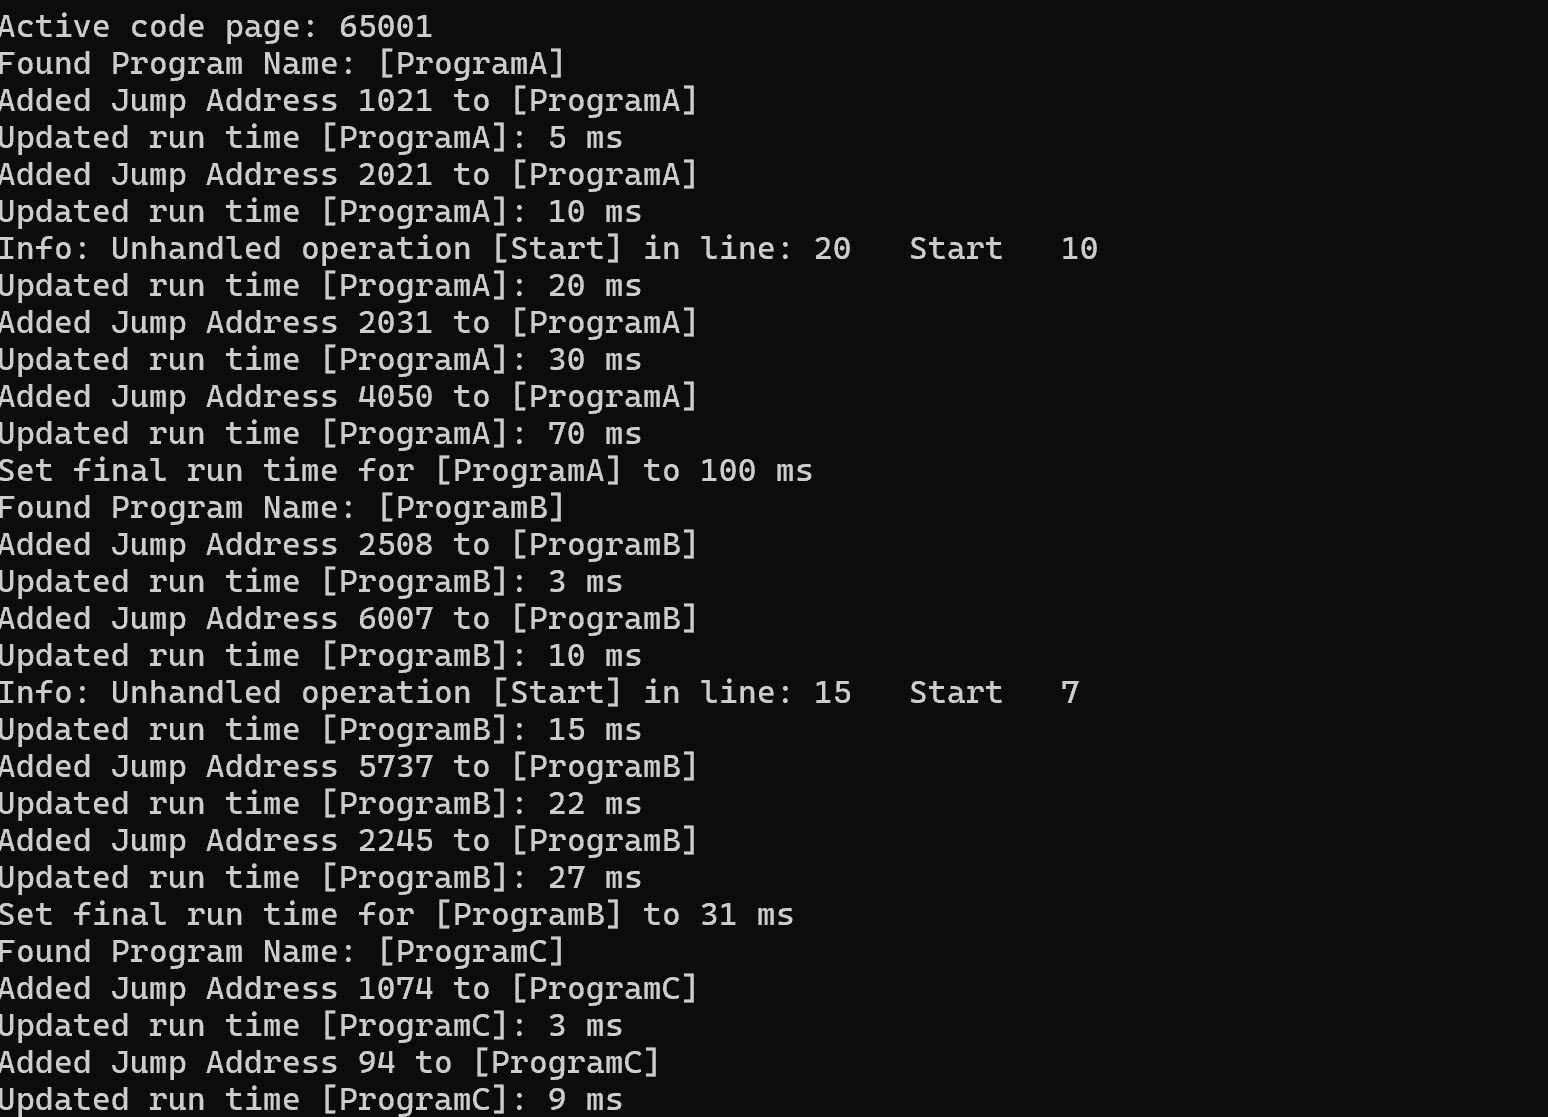 Active code page: 65001
Found Program Name: [ProgramA]
Added Jump Address 1021 to [ProgramA]
Updated run time [ProgramA]: 5 ms
Added Jump Address 2021 to [ProgramA]
Updated run time [ProgramA]: 10 ms
Info: Unhandled operation [Start] in line: 20   Start   10
Updated run time [ProgramA]: 20 ms
Added Jump Address 2031 to [ProgramA]
Updated run time [ProgramA]: 30 ms
Added Jump Address 4050 to [ProgramA]
Updated run time [ProgramA]: 70 ms
Set final run time for [ProgramA] to 100 ms
Found Program Name: [ProgramB]
Added Jump Address 2508 to [ProgramB]
Updated run time [ProgramB]: 3 ms
Added Jump Address 6007 to [ProgramB]
Updated run time [ProgramB]: 10 ms
Info: Unhandled operation [Start] in line: 15   Start   7
Updated run time [ProgramB]: 15 ms
Added Jump Address 5737 to [ProgramB]
Updated run time [ProgramB]: 22 ms
Added Jump Address 2245 to [ProgramB]
Updated run time [ProgramB]: 27 ms
Set final run time for [ProgramB] to 31 ms
Found Program Name: [ProgramC]
Added Jump Address 1074 to [ProgramC]
Updated run time [ProgramC]: 3 ms
Added Jump Address 94 to [ProgramC]
Updated run time [ProgramC]: 9 ms